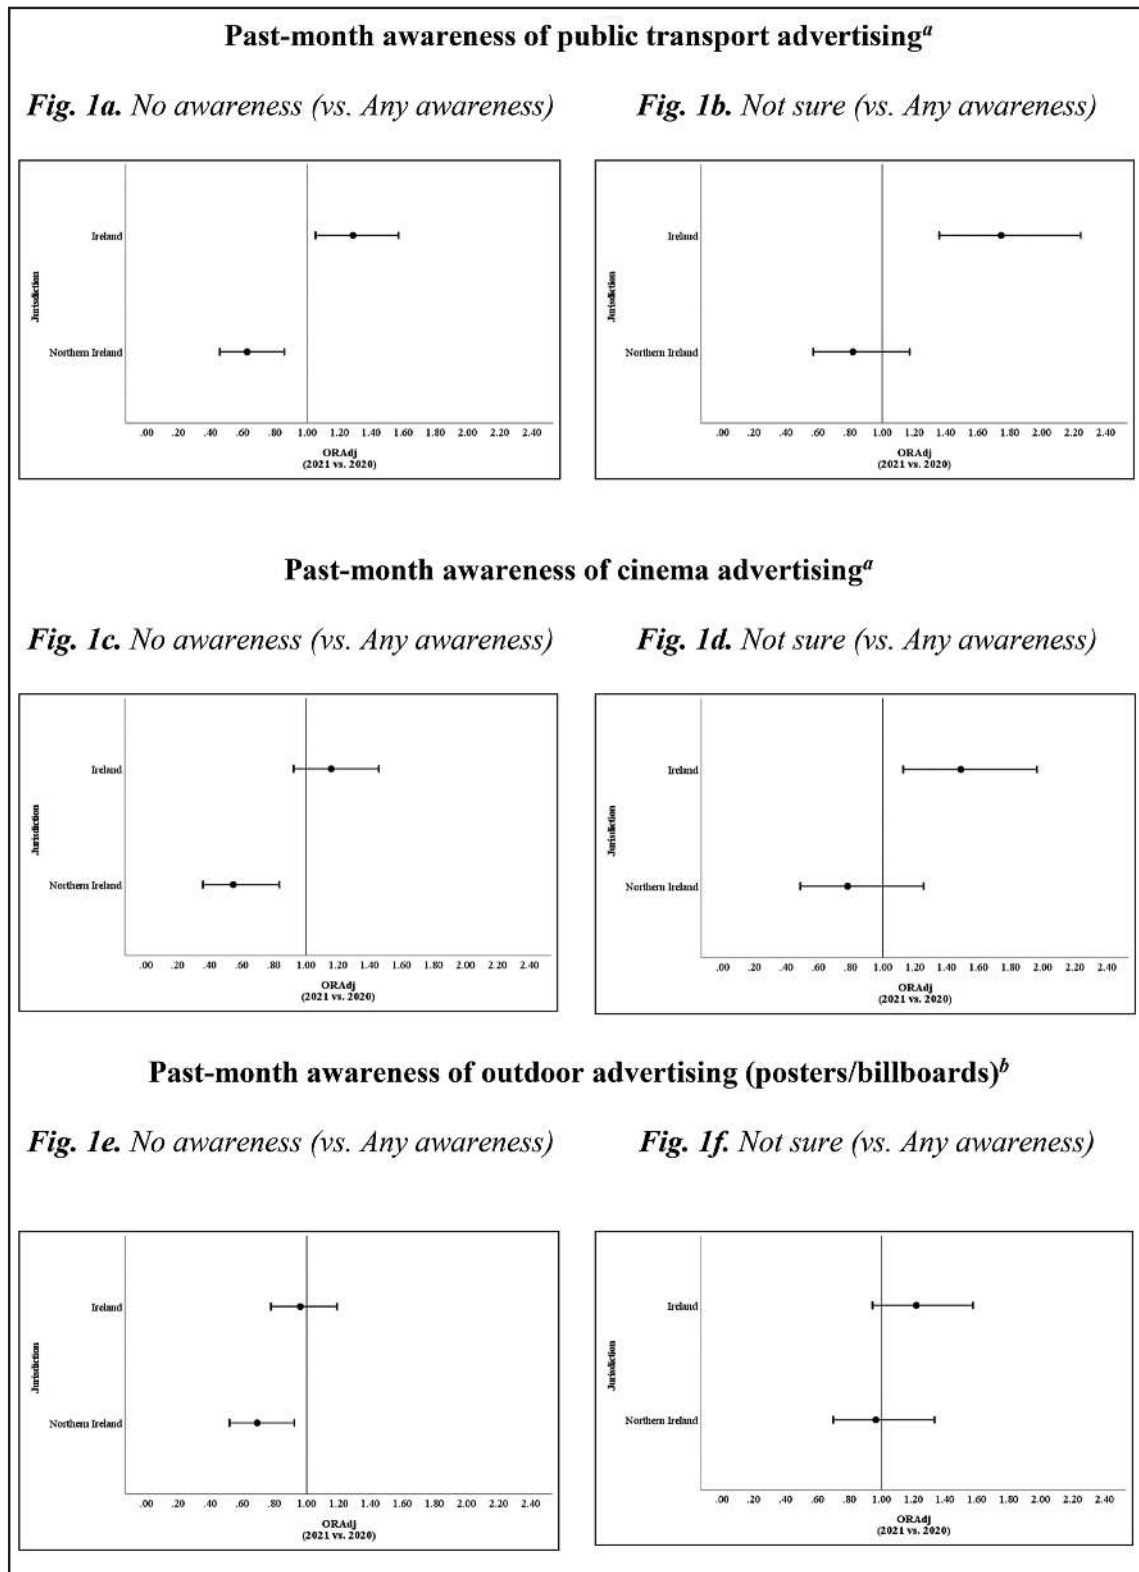 Past-month awareness of public transport advertisingᵃ
Fig. 1a. No awareness (vs. Any awareness)
Fig. 1b. Not sure (vs. Any awareness)
Jurisdiction
Ireland
Northern Ireland
.00 .20 .40 .60 .80 1.00 1.20 1.40 1.60 1.80 2.00 2.20 2.40
ORAdj
(2021 vs. 2020)
Jurisdiction
Ireland
Northern Ireland
.00 .20 .40 .60 .80 1.00 1.20 1.40 1.60 1.80 2.00 2.20 2.40
ORAdj
(2021 vs. 2020)
Past-month awareness of cinema advertisingᵃ
Fig. 1c. No awareness (vs. Any awareness)
Fig. 1d. Not sure (vs. Any awareness)
Jurisdiction
Ireland
Northern Ireland
.00 .20 .40 .60 .80 1.00 1.20 1.40 1.60 1.80 2.00 2.20 2.40
ORAdj
(2021 vs. 2020)
Jurisdiction
Ireland
Northern Ireland
.00 .20 .40 .60 .80 1.00 1.20 1.40 1.60 1.80 2.00 2.20 2.40
ORAdj
(2021 vs. 2020)
Past-month awareness of outdoor advertising (posters/billboards)ᵇ
Fig. 1e. No awareness (vs. Any awareness)
Fig. 1f. Not sure (vs. Any awareness)
Jurisdiction
Ireland
Northern Ireland
.00 .20 .40 .60 .80 1.00 1.20 1.40 1.60 1.80 2.00 2.20 2.40
ORAdj
(2021 vs. 2020)
Jurisdiction
Ireland
Northern Ireland
.00 .20 .40 .60 .80 1.00 1.20 1.40 1.60 1.80 2.00 2.20 2.40
ORAdj
(2021 vs. 2020)